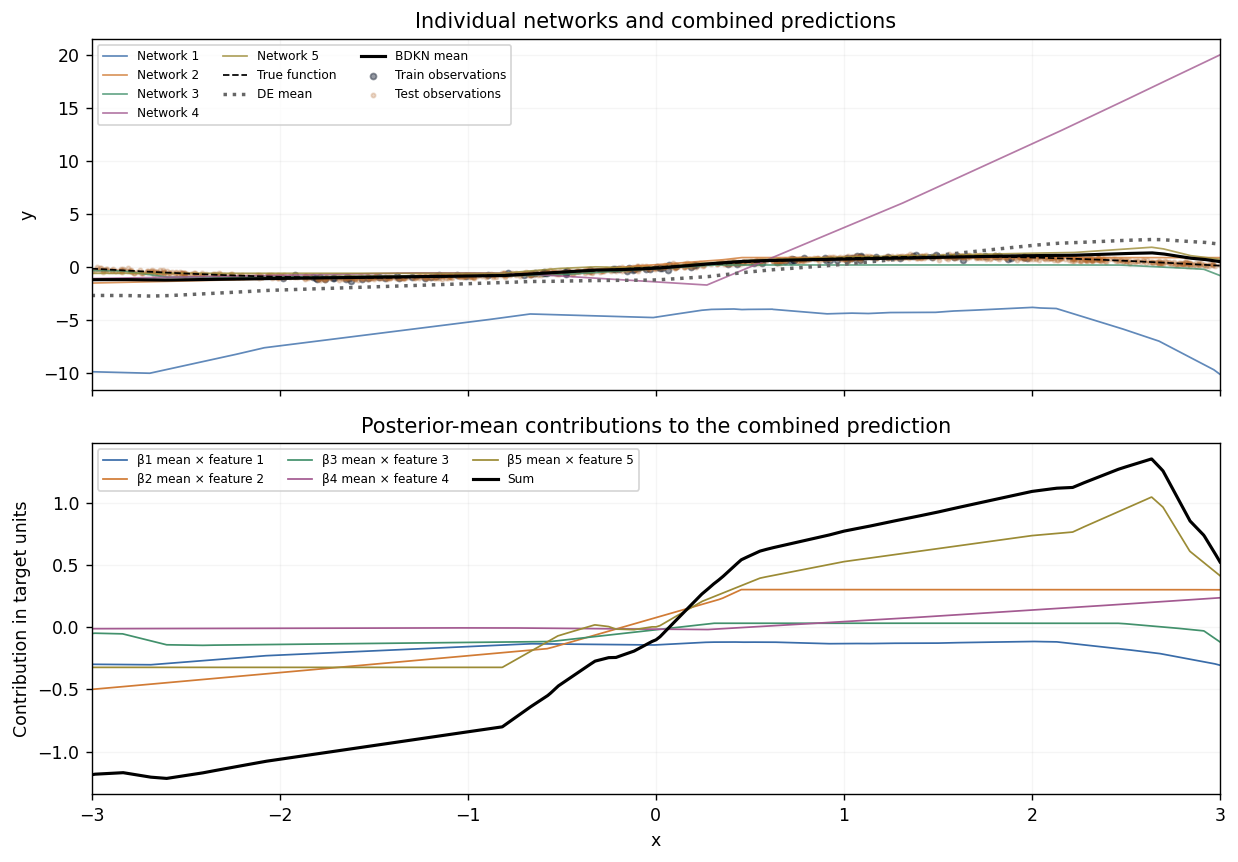 Individual networks and combined predictions
Network 1
Network 2
Network 3
Network 4
Network 5
True function
DE mean
BDKN mean
Train observations
Test observations
20
15
10
5
0
−5
−10
y
Posterior-mean contributions to the combined prediction
β1 mean × feature 1
β2 mean × feature 2
β3 mean × feature 3
β4 mean × feature 4
β5 mean × feature 5
Sum
1.0
0.5
0.0
−0.5
−1.0
Contribution in target units
−3
−2
−1
0
1
2
3
x